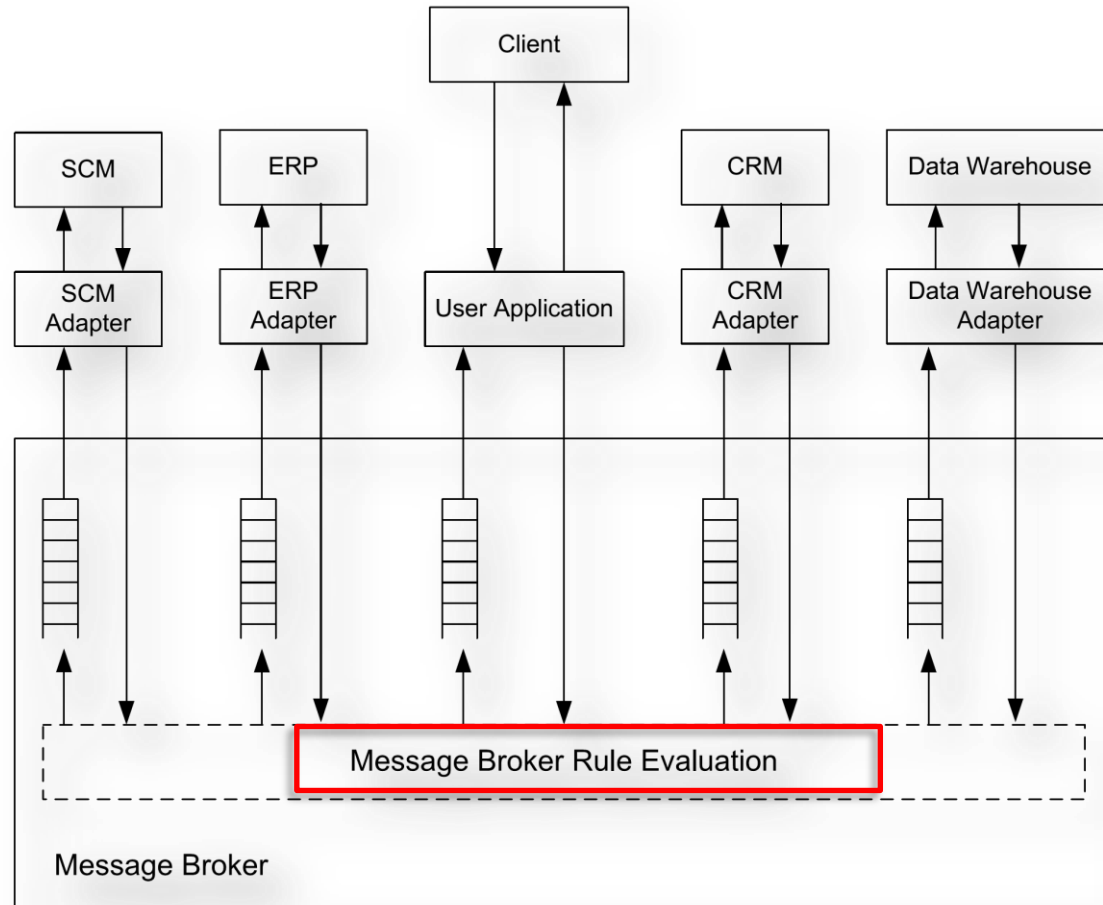 Client
SCM
ERP
CRM
Data Warehouse
SCM
Adapter
ERP
Adapter
User Application
CRM
Adapter
Data Warehouse
Adapter
Message Broker Rule Evaluation
Message Broker